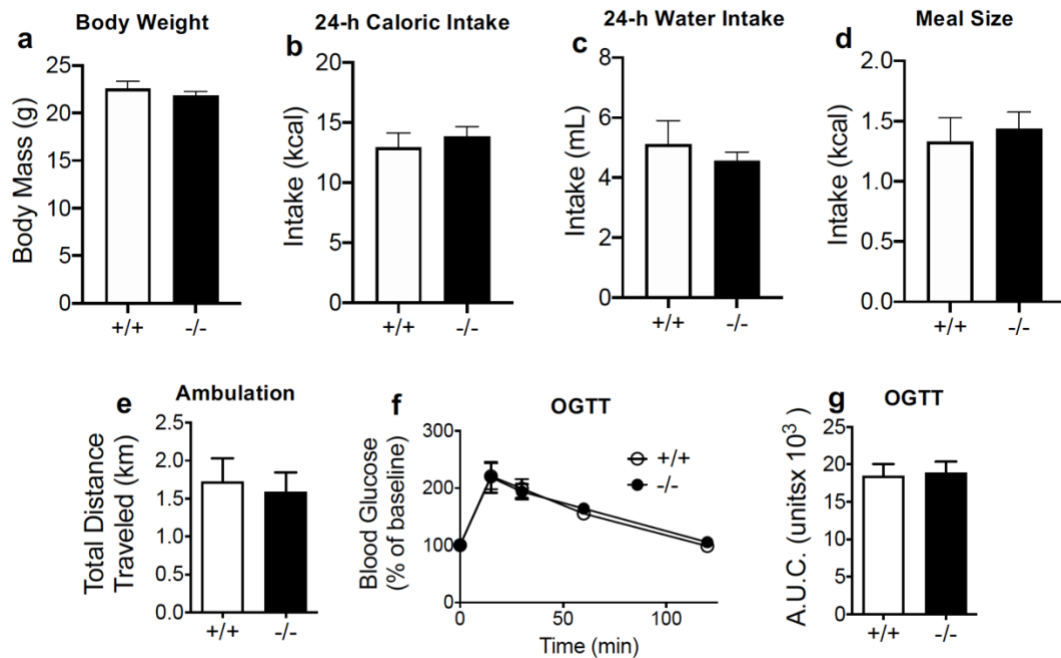 a
Body Weight
Body Mass (g)
25
20
15
10
5
0
+/+
-/-
b
24-h Caloric Intake
Intake (kcal)
20
15
10
5
0
+/+
-/-
c
24-h Water Intake
Intake (mL)
8
6
4
2
0
+/+
-/-
d
Meal Size
Intake (kcal)
2.0
1.5
1.0
0.5
0.0
+/+
-/-
e
Ambulation
Total Distance
Traveled (km)
2.5
2.0
1.5
1.0
0.5
0.0
+/+
-/-
f
OGTT
Blood Glucose
(% of baseline)
300
200
100
0
0
50
100
Time (min)
+/+
-/-
g
OGTT
A.U.C. (unitsx 10³)
25
20
15
10
5
0
+/+
-/-